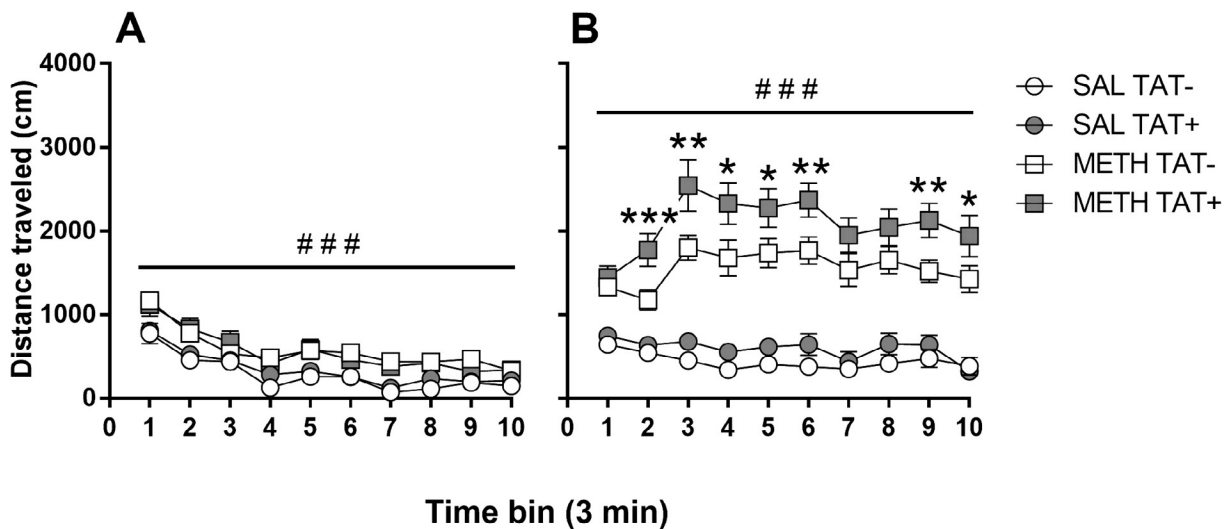 A
B
Distance traveled (cm)
4000
3000
2000
1000
0
# # #
0 1 2 3 4 5 6 7 8 9 10
# # #
*** ** * * ** ** *
0 1 2 3 4 5 6 7 8 9 10
Time bin (3 min)
SAL TAT-
SAL TAT+
METH TAT-
METH TAT+